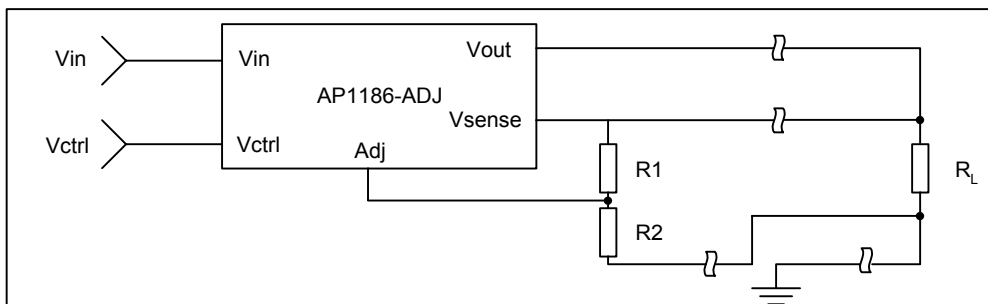 Vin
Vctrl
Vin
Vctrl
AP1186-ADJ
Adj
Vout
Vsense
R1
R2
RL